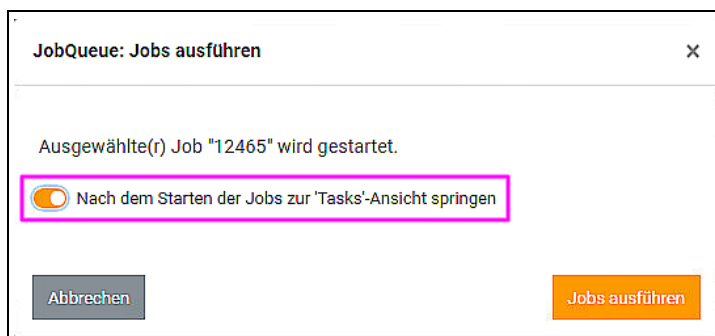 JobQueue: Jobs ausführen
Ausgewählte(r) Job "12465" wird gestartet.
Nach dem Starten der Jobs zur 'Tasks'-Ansicht springen
Abbrechen
Jobs ausführen